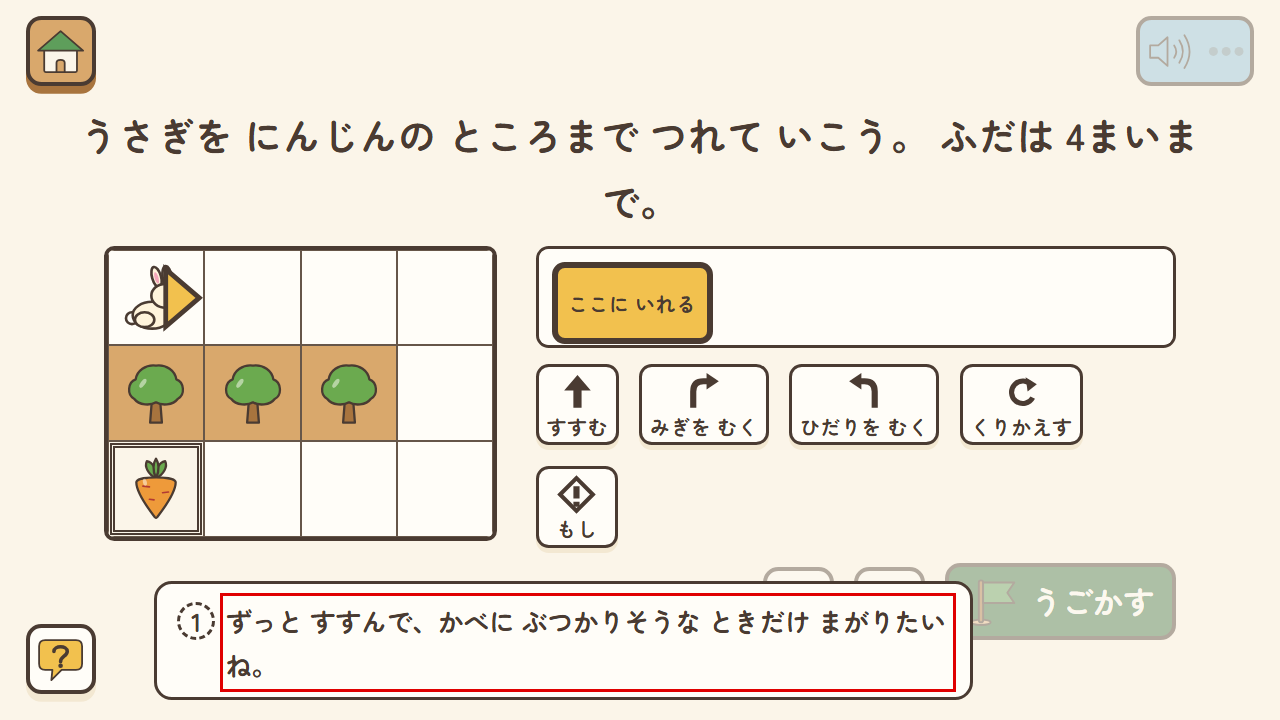 うさぎを にんじんの ところまで つれて いこう。 ふだは 4まいま
で。
ここに いれる
すすむ
みぎを むく
ひだりを むく
くりかえす
もし
うごかす
1
ずっと すすんで、かべに ぶつかりそうな ときだけ まがりたい
ね。